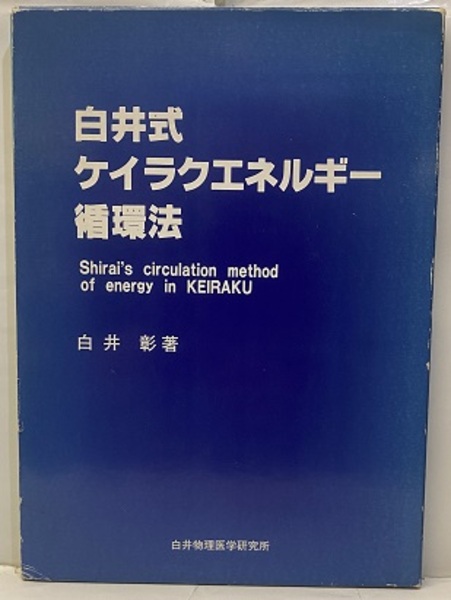 白井式
ケイラクエネルギー
循環法
Shirai's circulation method
of energy in KEIRAKU
白井 彰著
白井物理医学研究所